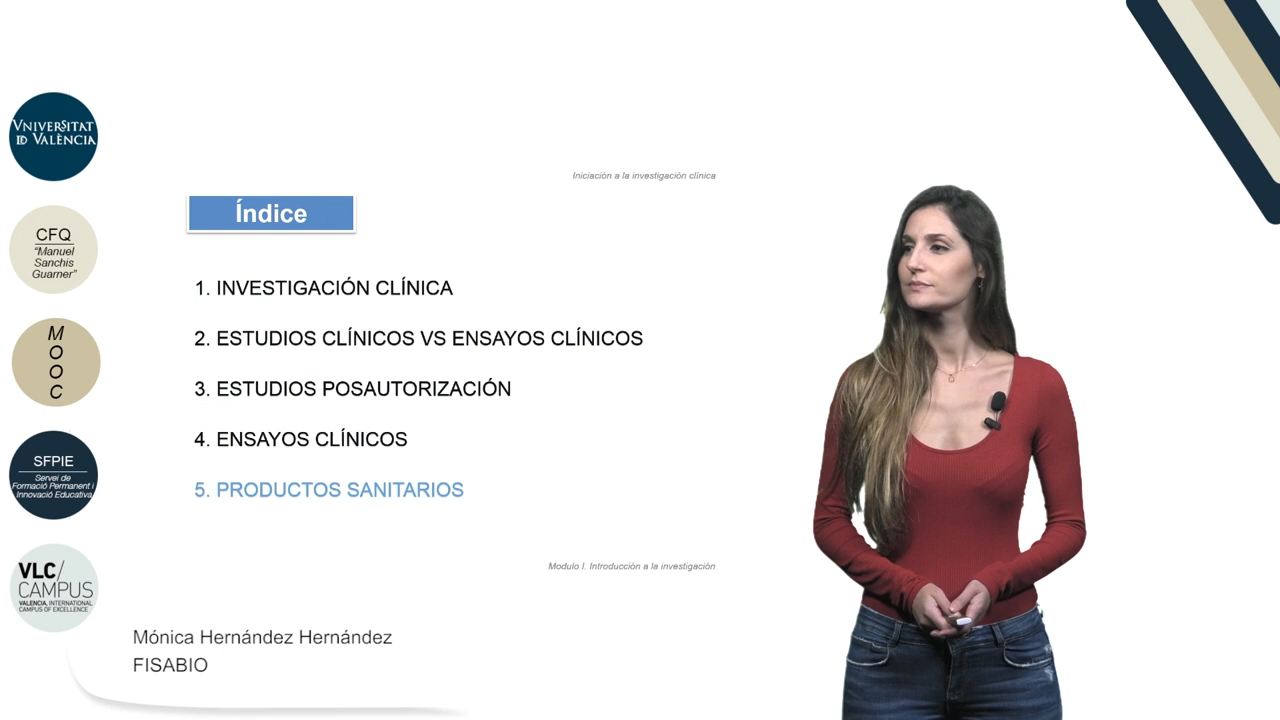 VNIVERSITAT
ID VALÈNCIA
CFQ
"Manuel
Sanchis
Guarner"
M
O
O
C
SFPIE
Servei de
Formació Permanent i
Innovació Educativa
VLC/
CAMPUS
VALENCIA, INTERNATIONAL
CAMPUS OF EXCELLENCE
Iniciación a la investigación clínica
Índice
1. INVESTIGACIÓN CLÍNICA
2. ESTUDIOS CLÍNICOS VS ENSAYOS CLÍNICOS
3. ESTUDIOS POSAUTORIZACIÓN
4. ENSAYOS CLÍNICOS
5. PRODUCTOS SANITARIOS
Modulo I. Introducción a la investigación
Mónica Hernández Hernández
FISABIO